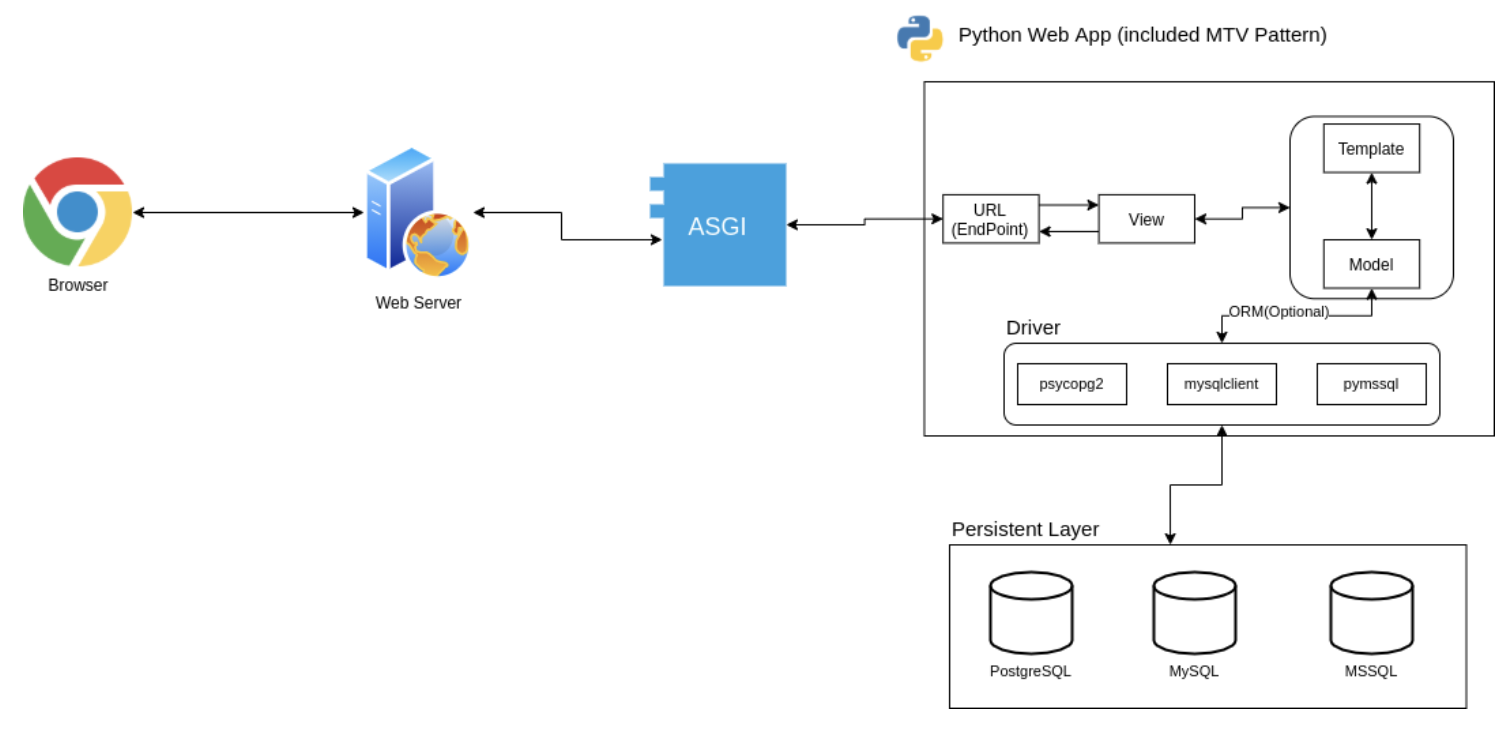 Python Web App (included MTV Pattern)
Browser
Web Server
ASGI
URL
(EndPoint)
View
Template
Model
ORM(Optional)
Driver
psycopg2
mysqlclient
pymssql
Persistent Layer
PostgreSQL
MySQL
MSSQL